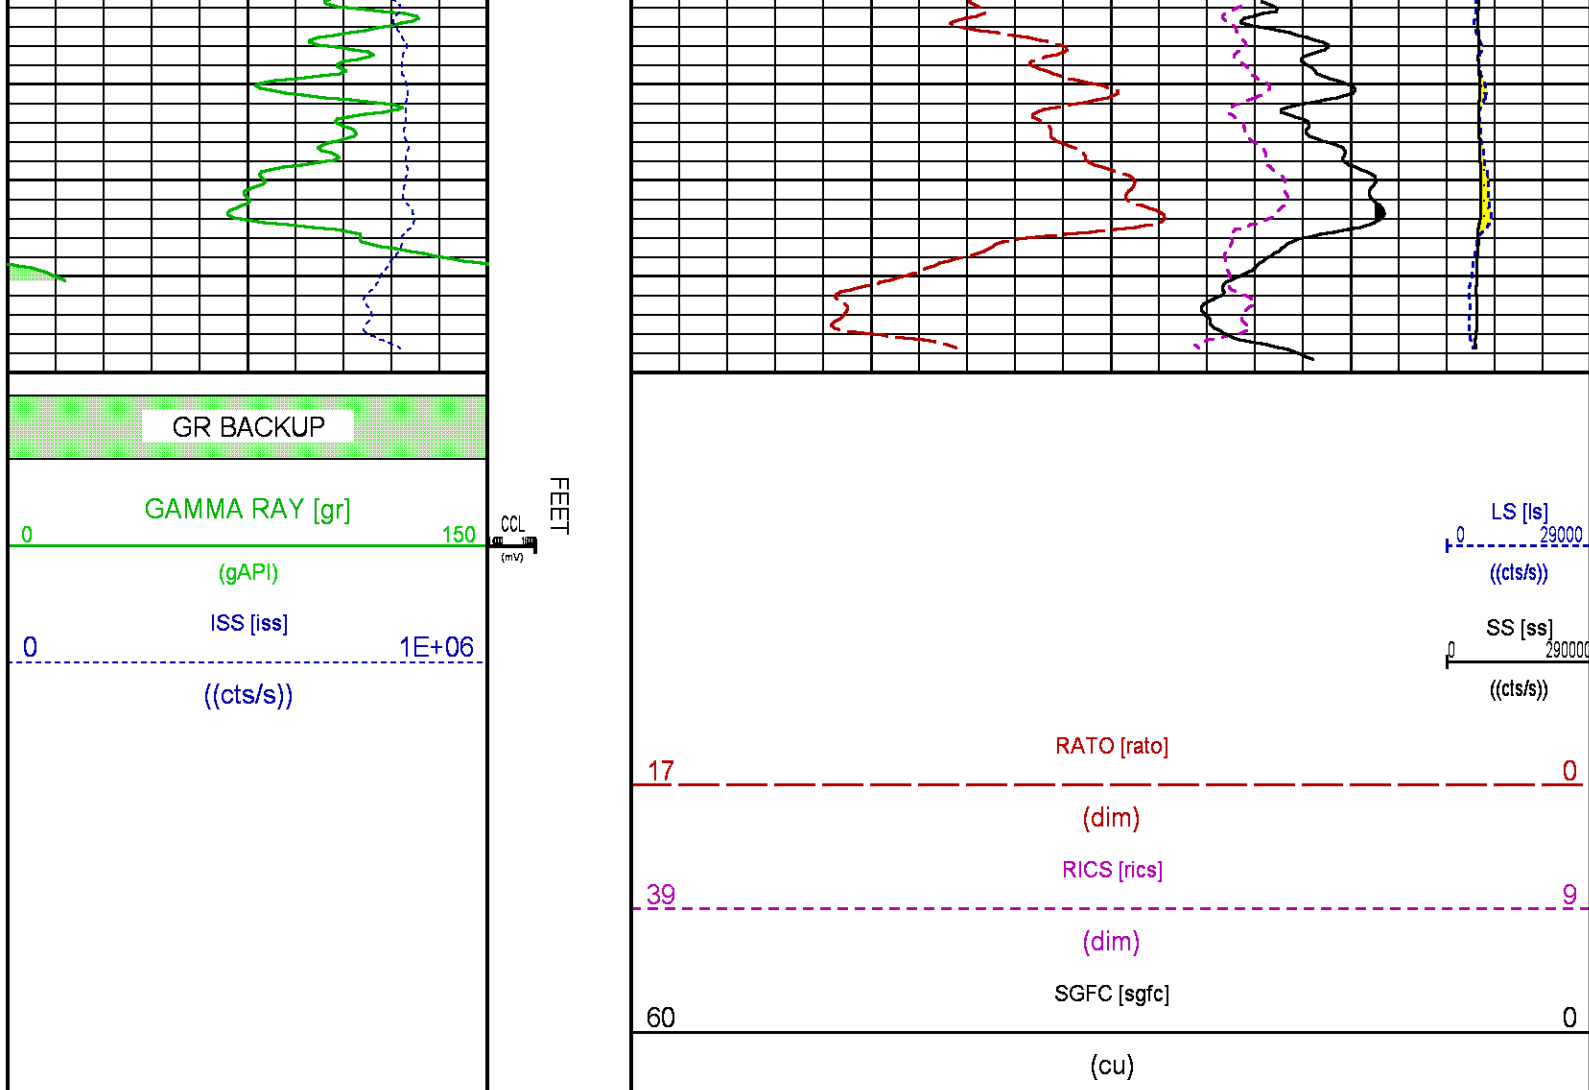 GR BACKUP
GAMMA RAY [gr]
0 150
(gAPI)
ISS [iss]
0 1E+06
((cts/s))
CCL
(mV)
FEET
LS [ls]
0 29000
((cts/s))
SS [ss]
0 290000
((cts/s))
RATO [rato]
17 0
(dim)
RICS [rics]
39 9
(dim)
SGFC [sgfc]
60 0
(cu)